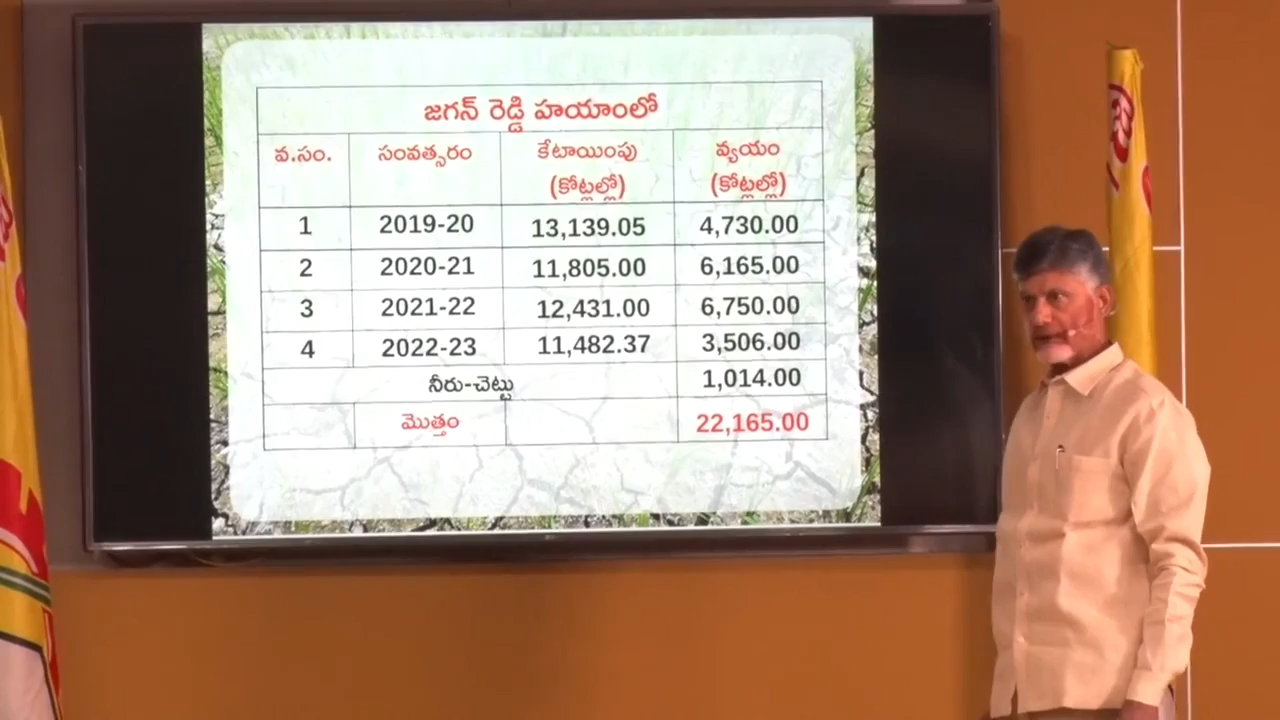 జగన్ రెడ్డి హయాంలో
వ.సం. సంవత్సరం కేటాయింపు (కోట్లల్లో) వ్యయం (కోట్లల్లో)
1 2019-20 13,139.05 4,730.00
2 2020-21 11,805.00 6,165.00
3 2021-22 12,431.00 6,750.00
4 2022-23 11,482.37 3,506.00
నీరు-చెట్టు 1,014.00
మొత్తం 22,165.00